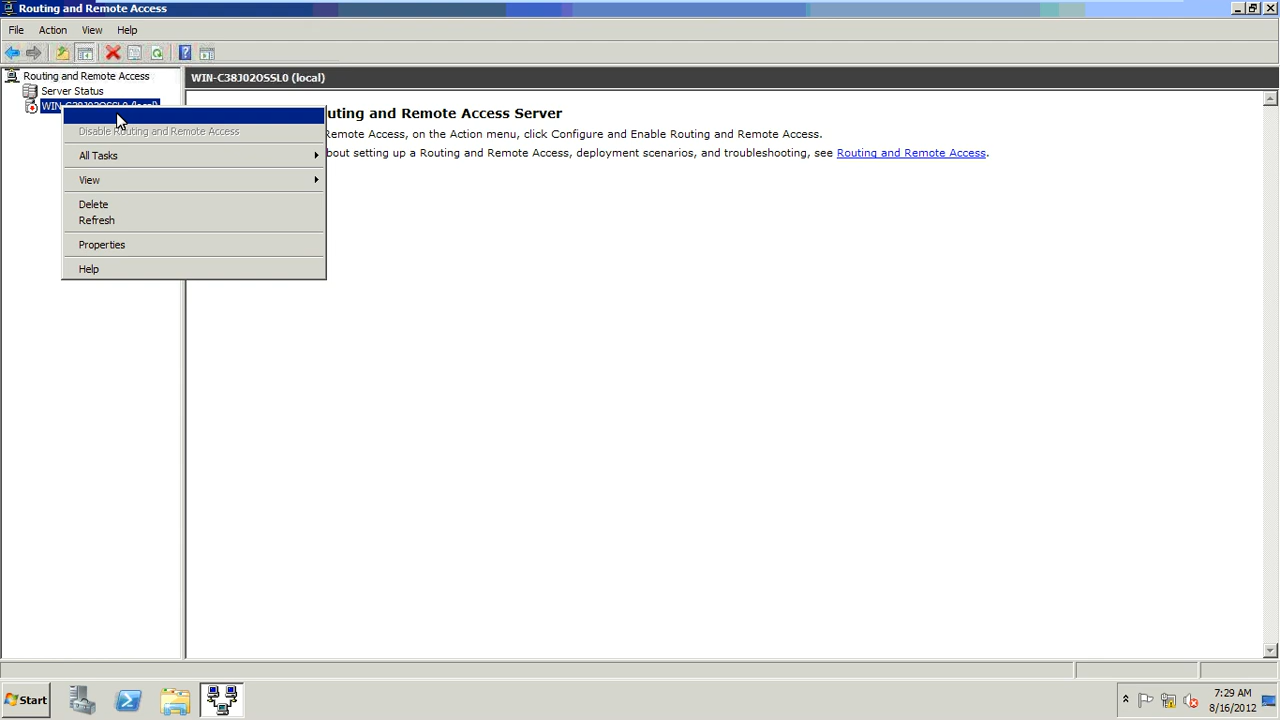 Routing and Remote Access
File Action View Help
Routing and Remote Access
Server Status
WIN-C38J02OSSL0 (local)
WIN-C38J02OSSL0 (local)
uting and Remote Access Server
Remote Access, on the Action menu, click Configure and Enable Routing and Remote Access.
bout setting up a Routing and Remote Access, deployment scenarios, and troubleshooting, see Routing and Remote Access.
Disable Routing and Remote Access
All Tasks
View
Delete
Refresh
Properties
Help
Start
7:29 AM
8/16/2012